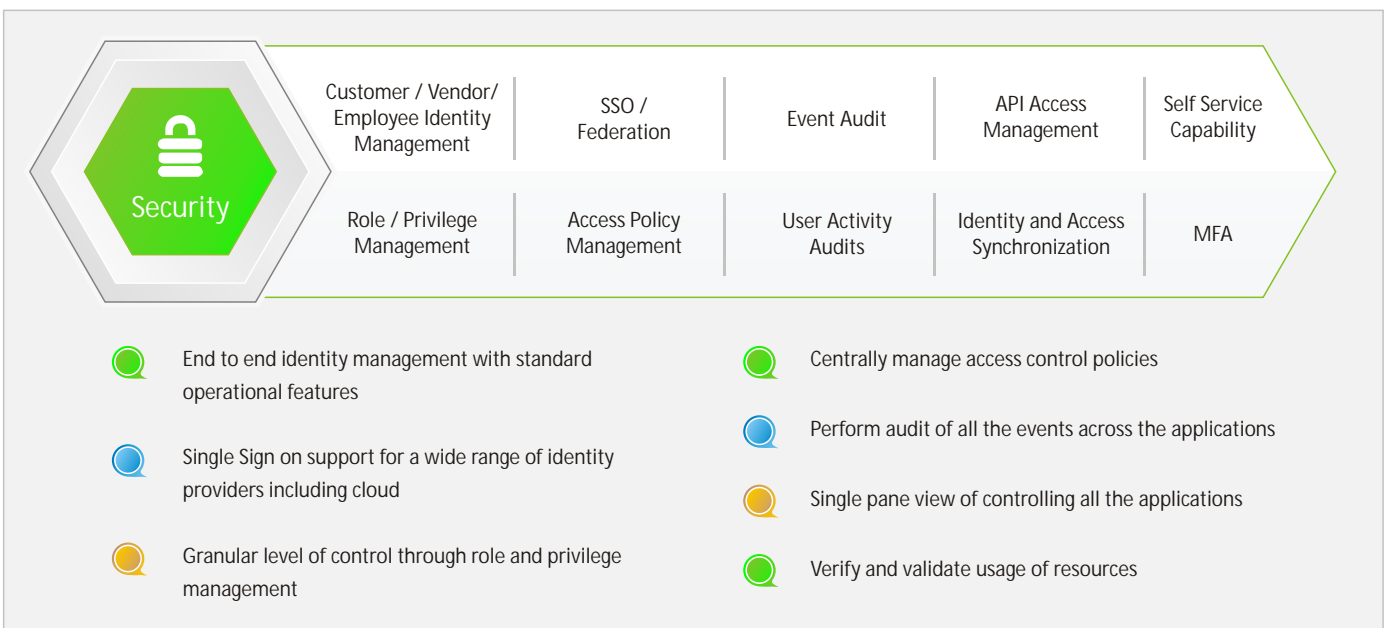 Security
Customer / Vendor/
Employee Identity
Management
SSO /
Federation
Event Audit
API Access
Management
Self Service
Capability
Role / Privilege
Management
Access Policy
Management
User Activity
Audits
Identity and Access
Synchronization
MFA
End to end identity management with standard
operational features
Single Sign on support for a wide range of identity
providers including cloud
Granular level of control through role and privilege
management
Centrally manage access control policies
Perform audit of all the events across the applications
Single pane view of controlling all the applications
Verify and validate usage of resources